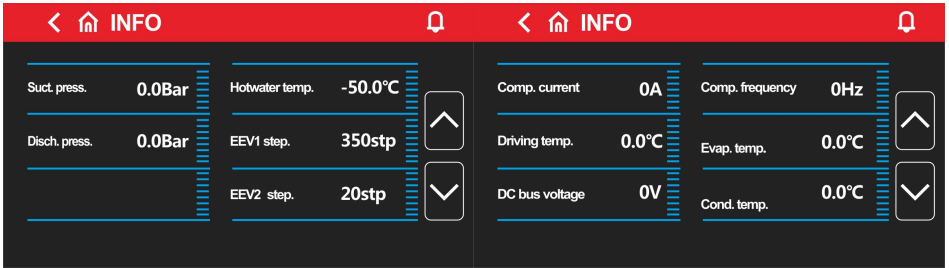 INFO
Suct. press. 0.0Bar
Hotwater temp. -50.0℃
Disch. press. 0.0Bar
EEV1 step. 350stp
EEV2 step. 20stp
INFO
Comp. current 0A
Comp. frequency 0Hz
Driving temp. 0.0℃
Evap. temp. 0.0℃
DC bus voltage 0V
Cond. temp. 0.0℃